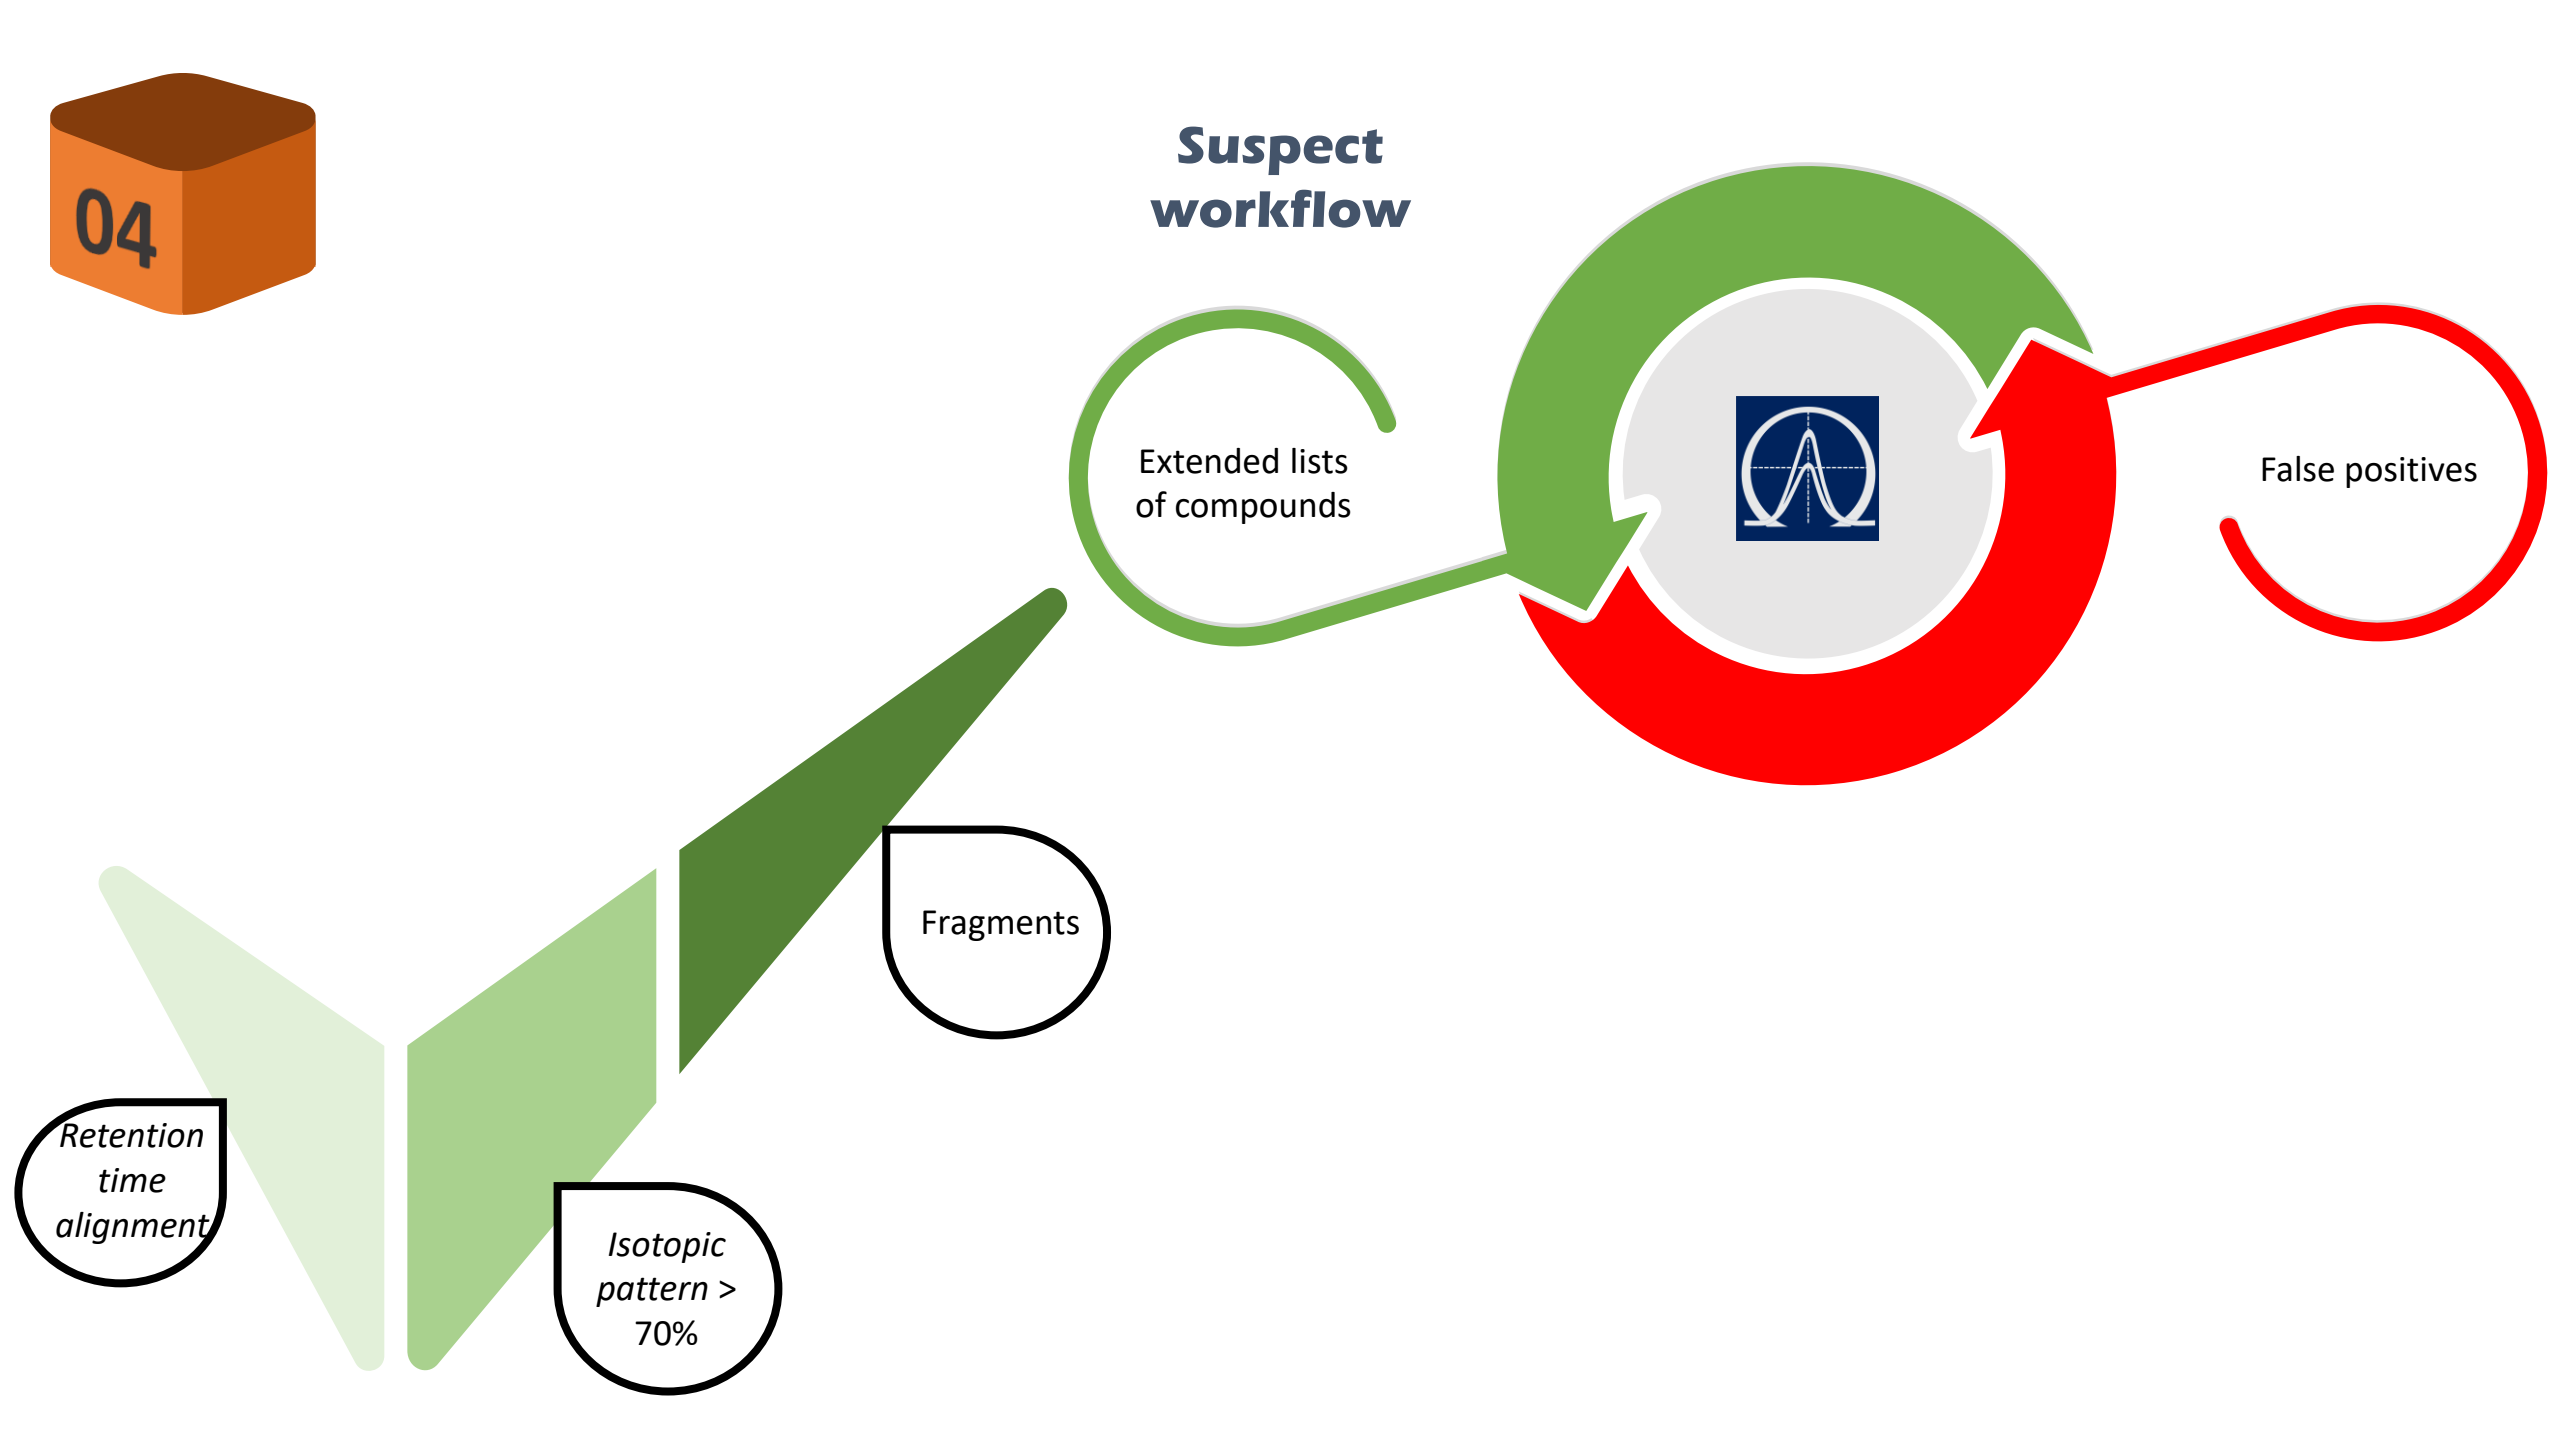 04
Suspect
workflow
Extended lists
of compounds
False positives
Fragments
Retention
time
alignment
Isotopic
pattern >
70%